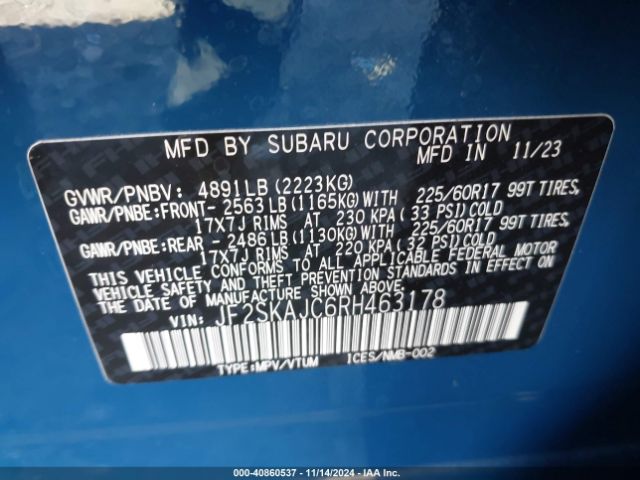 MFD BY SUBARU CORPORATION
MFD IN 11/23
GVWR/PNBV: 4891LB (2223KG)
GAWR/PNBE:FRONT- 2563LB(1165KG)WITH 225/60R17 99T TIRES,
17X7J RIMS AT 230 KPA (33 PSI)COLD
GAWR/PNBE:REAR - 2486LB(1130KG)WITH 225/60R17 99T TIRES,
17X7J RIMS AT 220 KPA(32 PSI)COLD
THIS VEHICLE CONFORMS TO ALL APPLICABLE FEDERAL MOTOR
VEHICLE SAFETY AND THEFT PREVENTION STANDARDS IN EFFECT ON
THE DATE OF MANUFACTURE SHOWN ABOVE.
VIN: JF2SKAJC6RH463178
TYPE:MPV/VTUM ICES/NMB-002
000-40860537 - 11/14/2024 - IAA Inc.